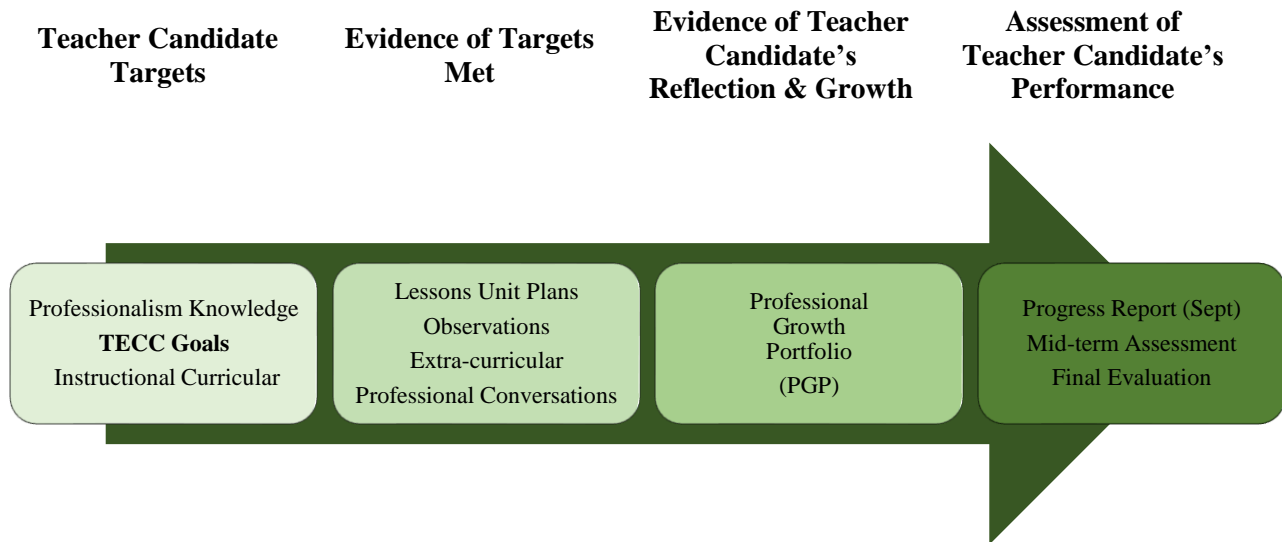 Teacher Candidate
Targets
Evidence of Targets
Met
Evidence of Teacher
Candidate's
Reflection & Growth
Assessment of
Teacher Candidate's
Performance
Professionalism Knowledge
TECC Goals
Instructional Curricular
Lessons Unit Plans
Observations
Extra-curricular
Professional Conversations
Professional
Growth
Portfolio
(PGP)
Progress Report (Sept)
Mid-term Assessment
Final Evaluation